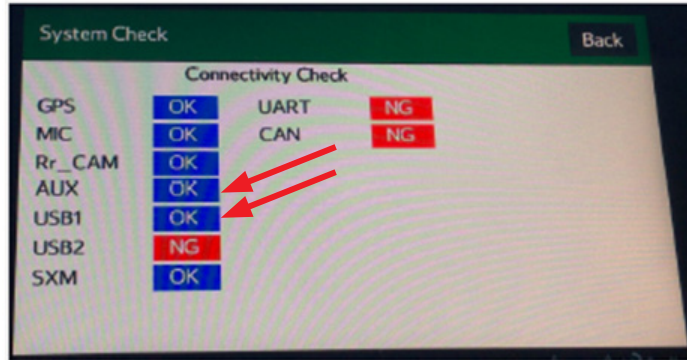 System Check
Back
Connectivity Check
GPS OK UART NG
MIC OK CAN NG
Rr_CAM OK
AUX OK
USB1 OK
USB2 NG
SXM OK